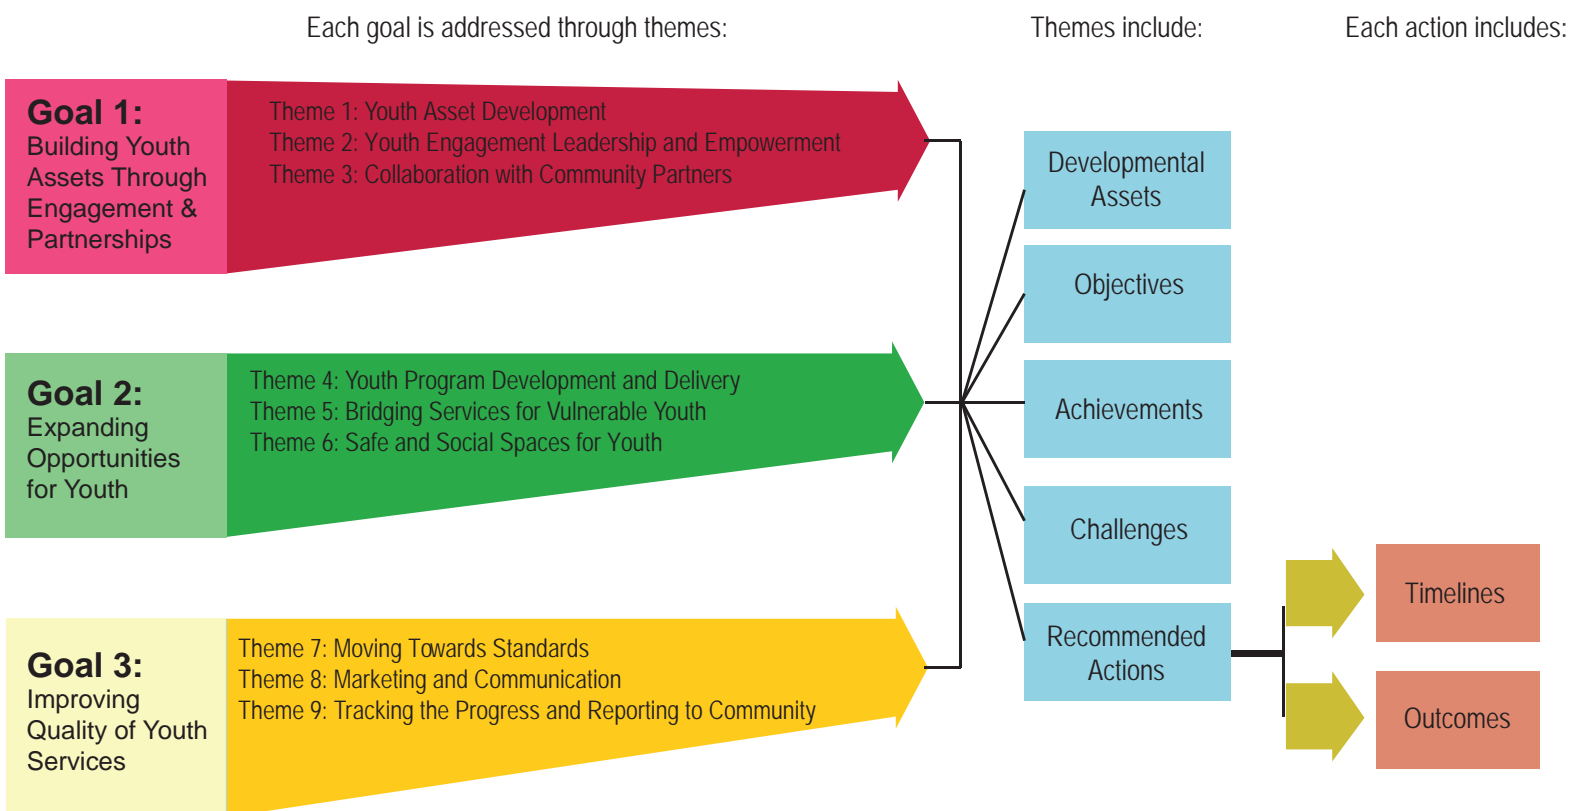 Each goal is addressed through themes:
Themes include:
Each action includes:
Goal 1:
Building Youth
Assets Through
Engagement &
Partnerships
Theme 1: Youth Asset Development
Theme 2: Youth Engagement Leadership and Empowerment
Theme 3: Collaboration with Community Partners
Goal 2:
Expanding
Opportunities
for Youth
Theme 4: Youth Program Development and Delivery
Theme 5: Bridging Services for Vulnerable Youth
Theme 6: Safe and Social Spaces for Youth
Goal 3:
Improving
Quality of Youth
Services
Theme 7: Moving Towards Standards
Theme 8: Marketing and Communication
Theme 9: Tracking the Progress and Reporting to Community
Developmental
Assets
Objectives
Achievements
Challenges
Recommended
Actions
Timelines
Outcomes